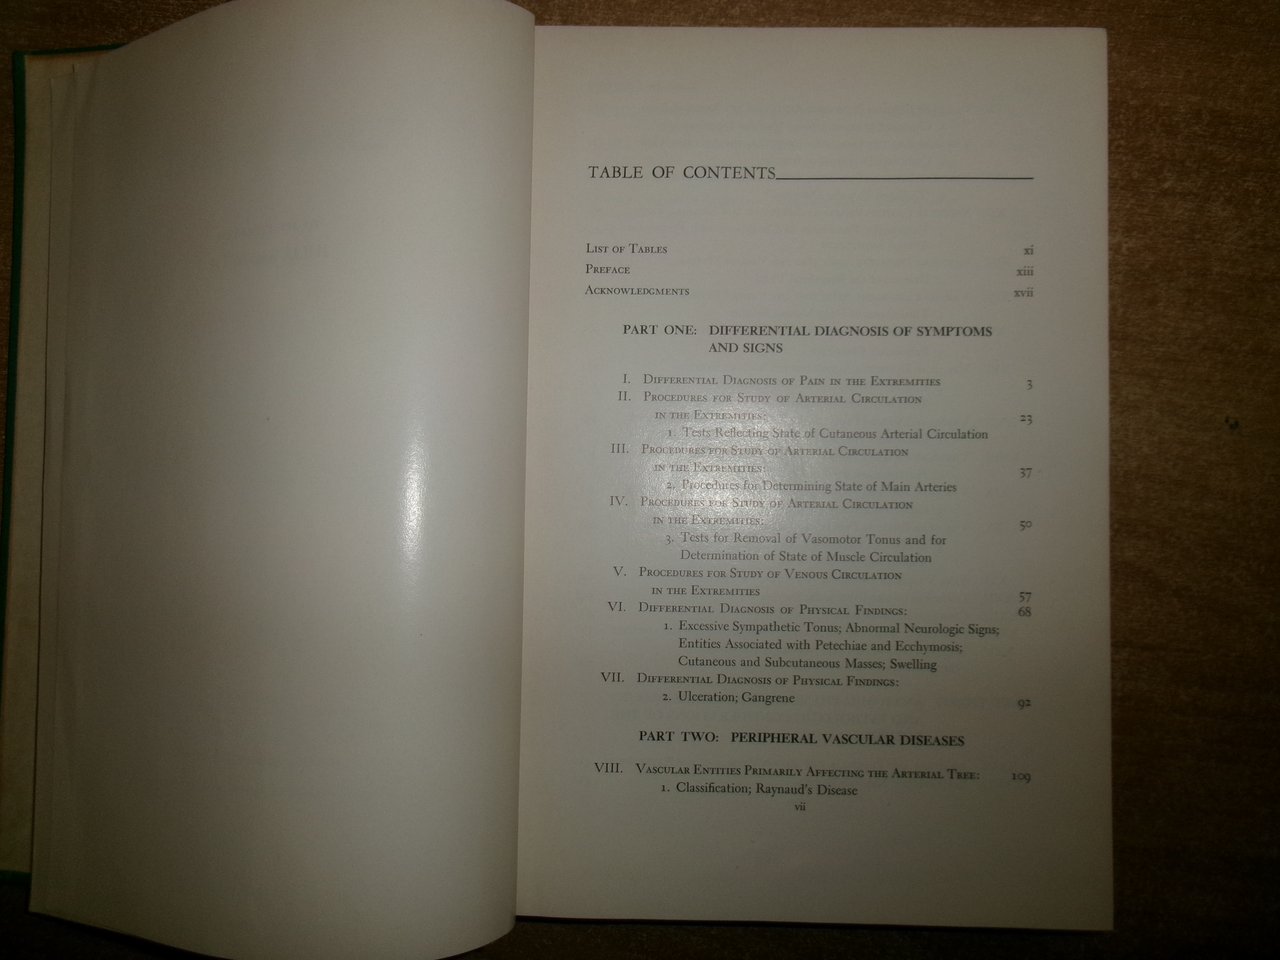 TABLE OF CONTENTS
LIST OF TABLES xi
PREFACE xiii
ACKNOWLEDGMENTS xvii
PART ONE: DIFFERENTIAL DIAGNOSIS OF SYMPTOMS
AND SIGNS
I. DIFFERENTIAL DIAGNOSIS OF PAIN IN THE EXTREMITIES 3
II. PROCEDURES FOR STUDY OF ARTERIAL CIRCULATION
IN THE EXTREMITIES: 23
1. Tests Reflecting State of Cutaneous Arterial Circulation
III. PROCEDURES FOR STUDY OF ARTERIAL CIRCULATION
IN THE EXTREMITIES: 37
2. Procedures for Determining State of Main Arteries
IV. PROCEDURES FOR STUDY OF ARTERIAL CIRCULATION
IN THE EXTREMITIES: 50
3. Tests for Removal of Vasomotor Tonus and for
Determination of State of Muscle Circulation
V. PROCEDURES FOR STUDY OF VENOUS CIRCULATION
IN THE EXTREMITIES 57
VI. DIFFERENTIAL DIAGNOSIS OF PHYSICAL FINDINGS: 68
1. Excessive Sympathetic Tonus; Abnormal Neurologic Signs;
Entities Associated with Petechiae and Ecchymosis;
Cutaneous and Subcutaneous Masses; Swelling
VII. DIFFERENTIAL DIAGNOSIS OF PHYSICAL FINDINGS:
2. Ulceration; Gangrene 92
PART TWO: PERIPHERAL VASCULAR DISEASES
VIII. VASCULAR ENTITIES PRIMARILY AFFECTING THE ARTERIAL TREE: 109
1. Classification; Raynaud's Disease
vii